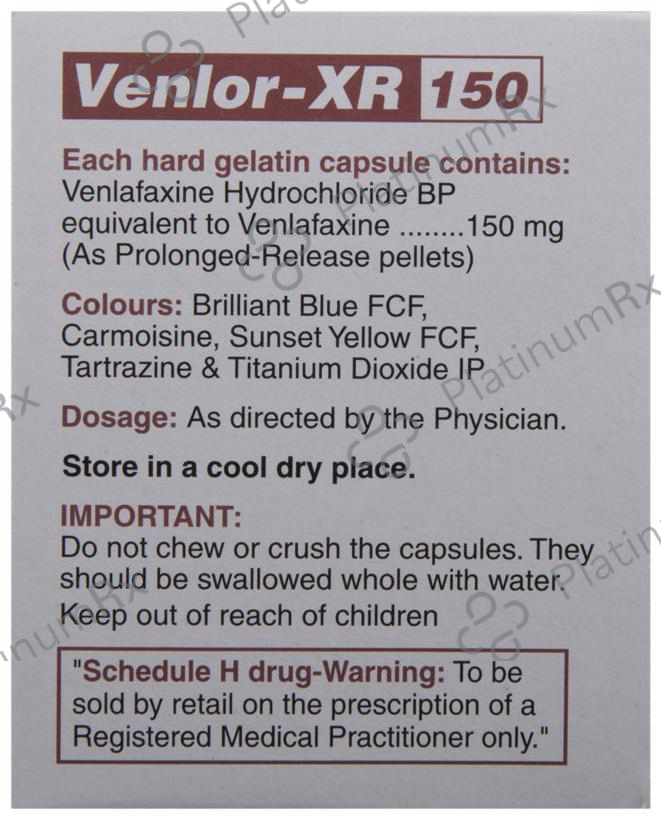 Venlor-XR 150
Each hard gelatin capsule contains:
Venlafaxine Hydrochloride BP
equivalent to Venlafaxine ........150 mg
(As Prolonged-Release pellets)
Colours: Brilliant Blue FCF,
Carmoisine, Sunset Yellow FCF,
Tartrazine & Titanium Dioxide IP
Dosage: As directed by the Physician.
Store in a cool dry place.
IMPORTANT:
Do not chew or crush the capsules. They
should be swallowed whole with water.
Keep out of reach of children
"Schedule H drug-Warning: To be
sold by retail on the prescription of a
Registered Medical Practitioner only."
PlatinumRx
PlatinumRx